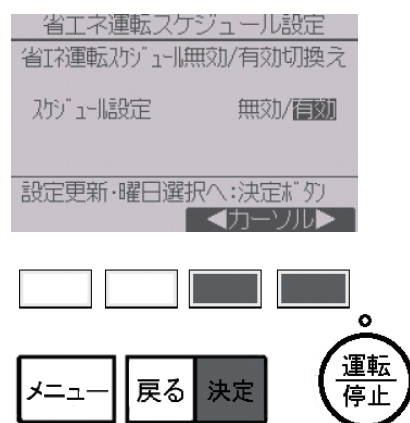 省エネ運転スケジュール設定
省ｴﾈ運転ｽｹｼﾞｭｰﾙ無効/有効切換え
ｽｹｼﾞｭｰﾙ設定 無効/有効
設定更新･曜日選択へ:決定ﾎﾞﾀﾝ
◀カーソル▶
メニュー 戻る 決定 運転
停止